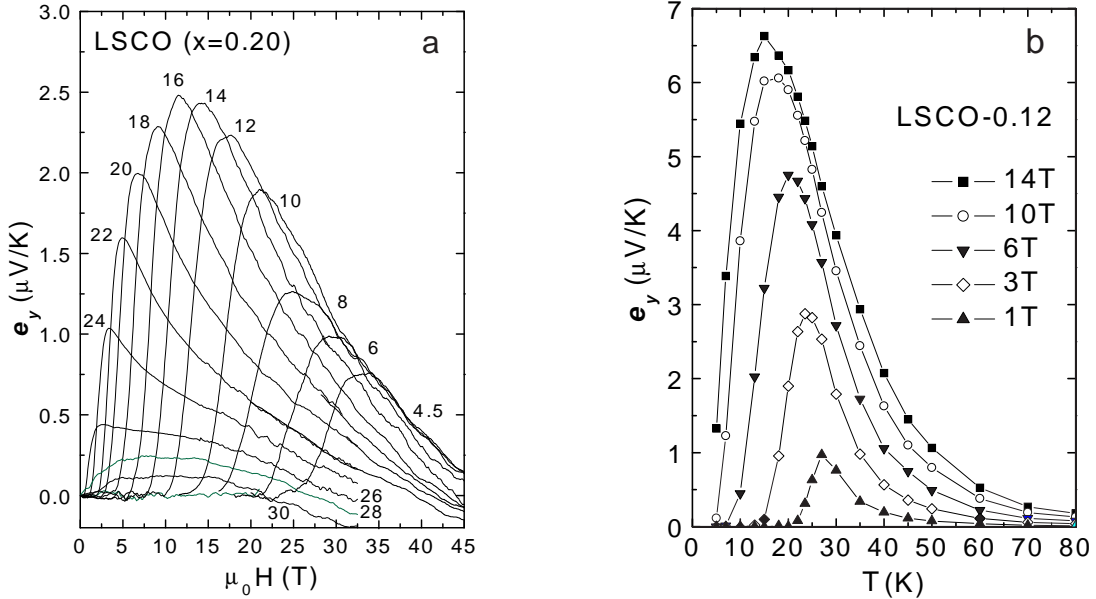 LSCO (x=0.20)
a
3.0
2.5
2.0
1.5
1.0
0.5
0.0
e_y (μV/K)
16
14
18
12
20
10
22
8
24
6
4.5
26
28
30
0 5 10 15 20 25 30 35 40 45
μ₀H (T)
b
7
6
5
4
3
2
1
0
e_y (μV/K)
LSCO-0.12
14T
10T
6T
3T
1T
0 10 20 30 40 50 60 70 80
T (K)